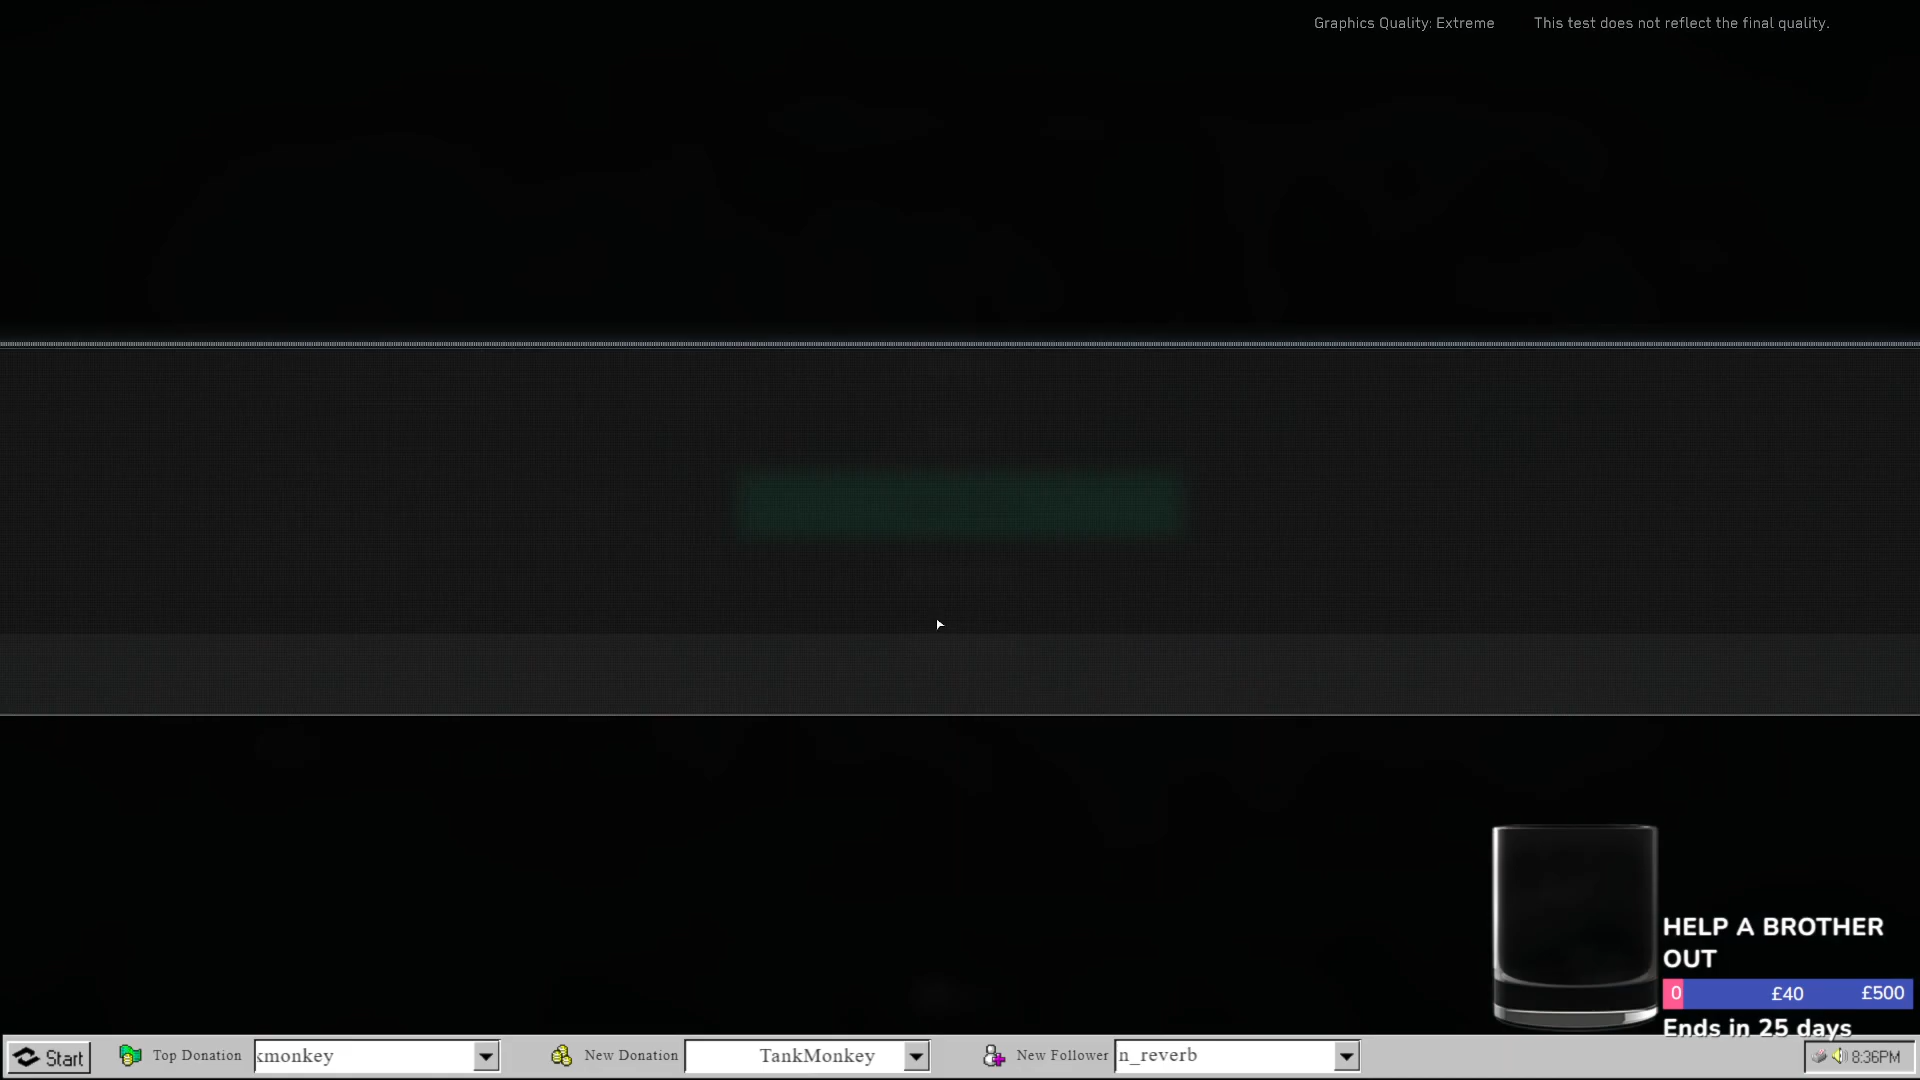 Graphics Quality: Extreme This test does not reflect the final quality.
HELP A BROTHER
OUT
0 £40 £500
Ends in 25 days
Start Top Donation kmonkey New Donation TankMonkey New Follower n_reverb 8:36PM